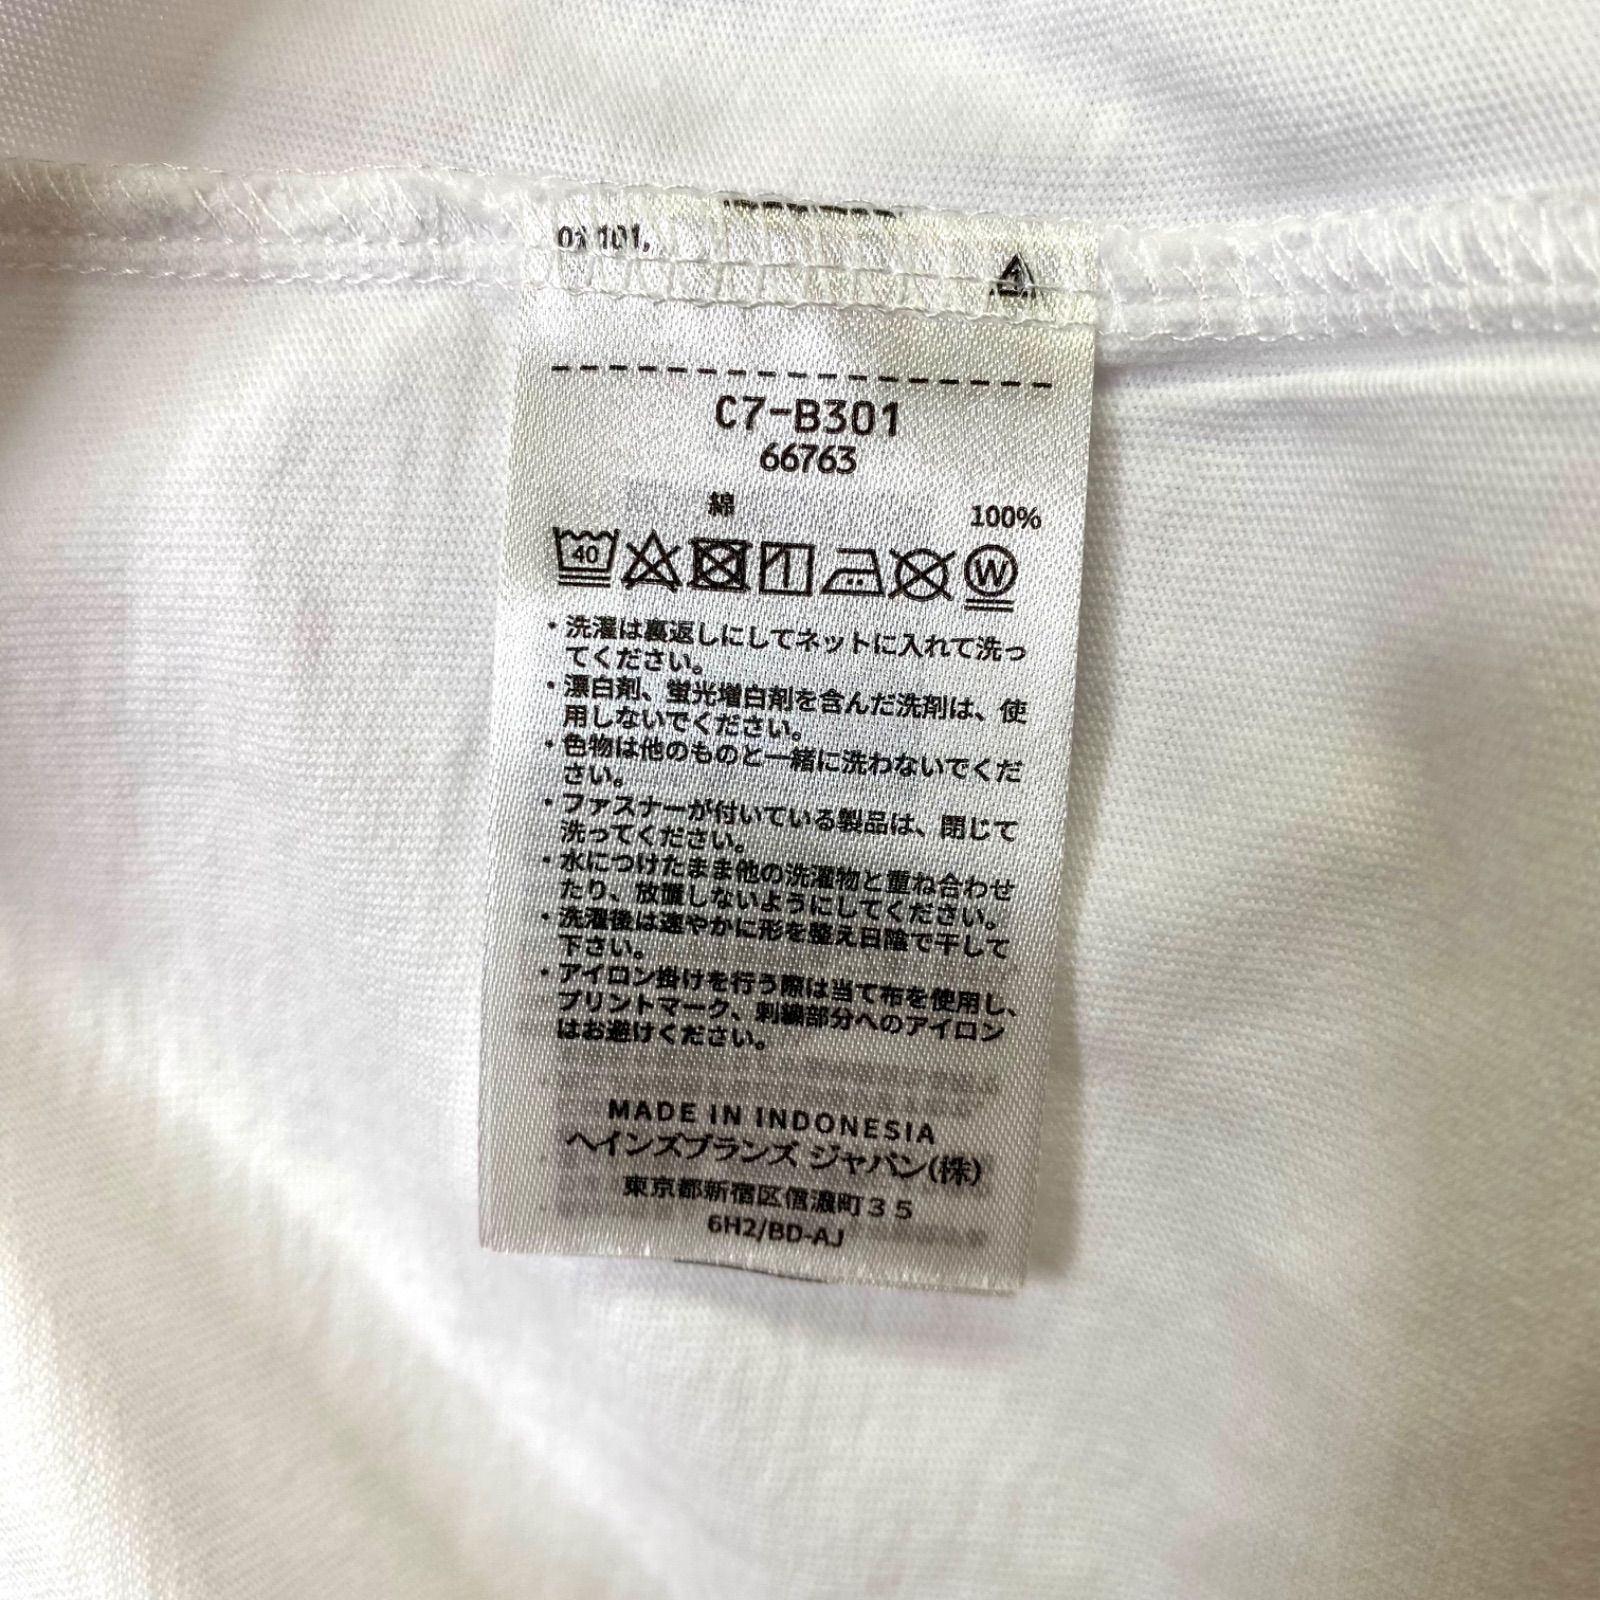 C7-B301
66763
綿 100%
40
W
・洗濯は裏返しにしてネットに入れて洗っ
てください。
・漂白剤、蛍光増白剤を含んだ洗剤は、使
用しないでください。
・色物は他のものと一緒に洗わないでくだ
さい。
・ファスナーが付いている製品は、閉じて
洗ってください。
・水につけたまま他の洗濯物と重ね合わせ
たり、放置しないようにしてください。
・洗濯後は速やかに形を整え日陰で干して
下さい。
・アイロン掛けを行う際は当て布を使用し、
プリントマーク、刺繍部分へのアイロン
はお避けください。
MADE IN INDONESIA
ヘインズブランズ ジャパン(株)
東京都新宿区信濃町３５
6H2/BD-AJ